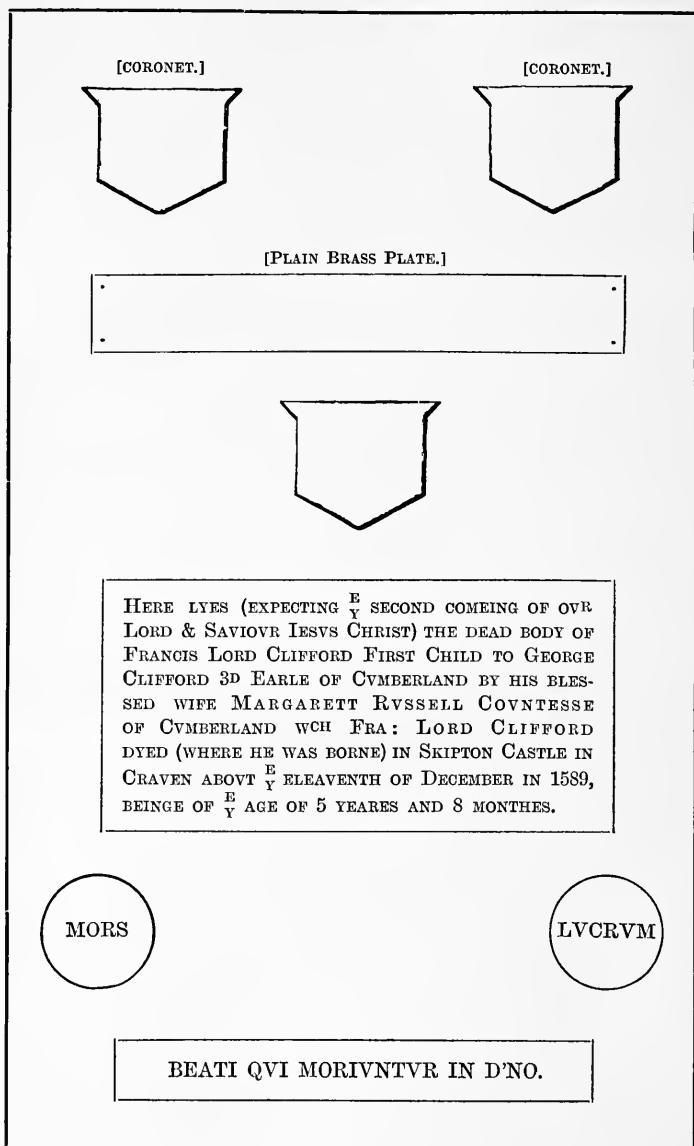 [CORONET.] [CORONET.]
[PLAIN BRASS PLATE.]
HERE LYES (EXPECTING Yᴱ SECOND COMEING OF OVR
LORD & SAVIOVR IESVS CHRIST) THE DEAD BODY OF
FRANCIS LORD CLIFFORD FIRST CHILD TO GEORGE
CLIFFORD 3D EARLE OF CVMBERLAND BY HIS BLES-
SED WIFE MARGARETT RVSSELL COVNTESSE
OF CVMBERLAND WCH FRA: LORD CLIFFORD
DYED (WHERE HE WAS BORNE) IN SKIPTON CASTLE IN
CRAVEN ABOVT Yᴱ ELEAVENTH OF DECEMBER IN 1589,
BEINGE OF Yᴱ AGE OF 5 YEARES AND 8 MONTHES.
MORS LVCRVM
BEATI QVI MORIVNTVR IN D'NO.